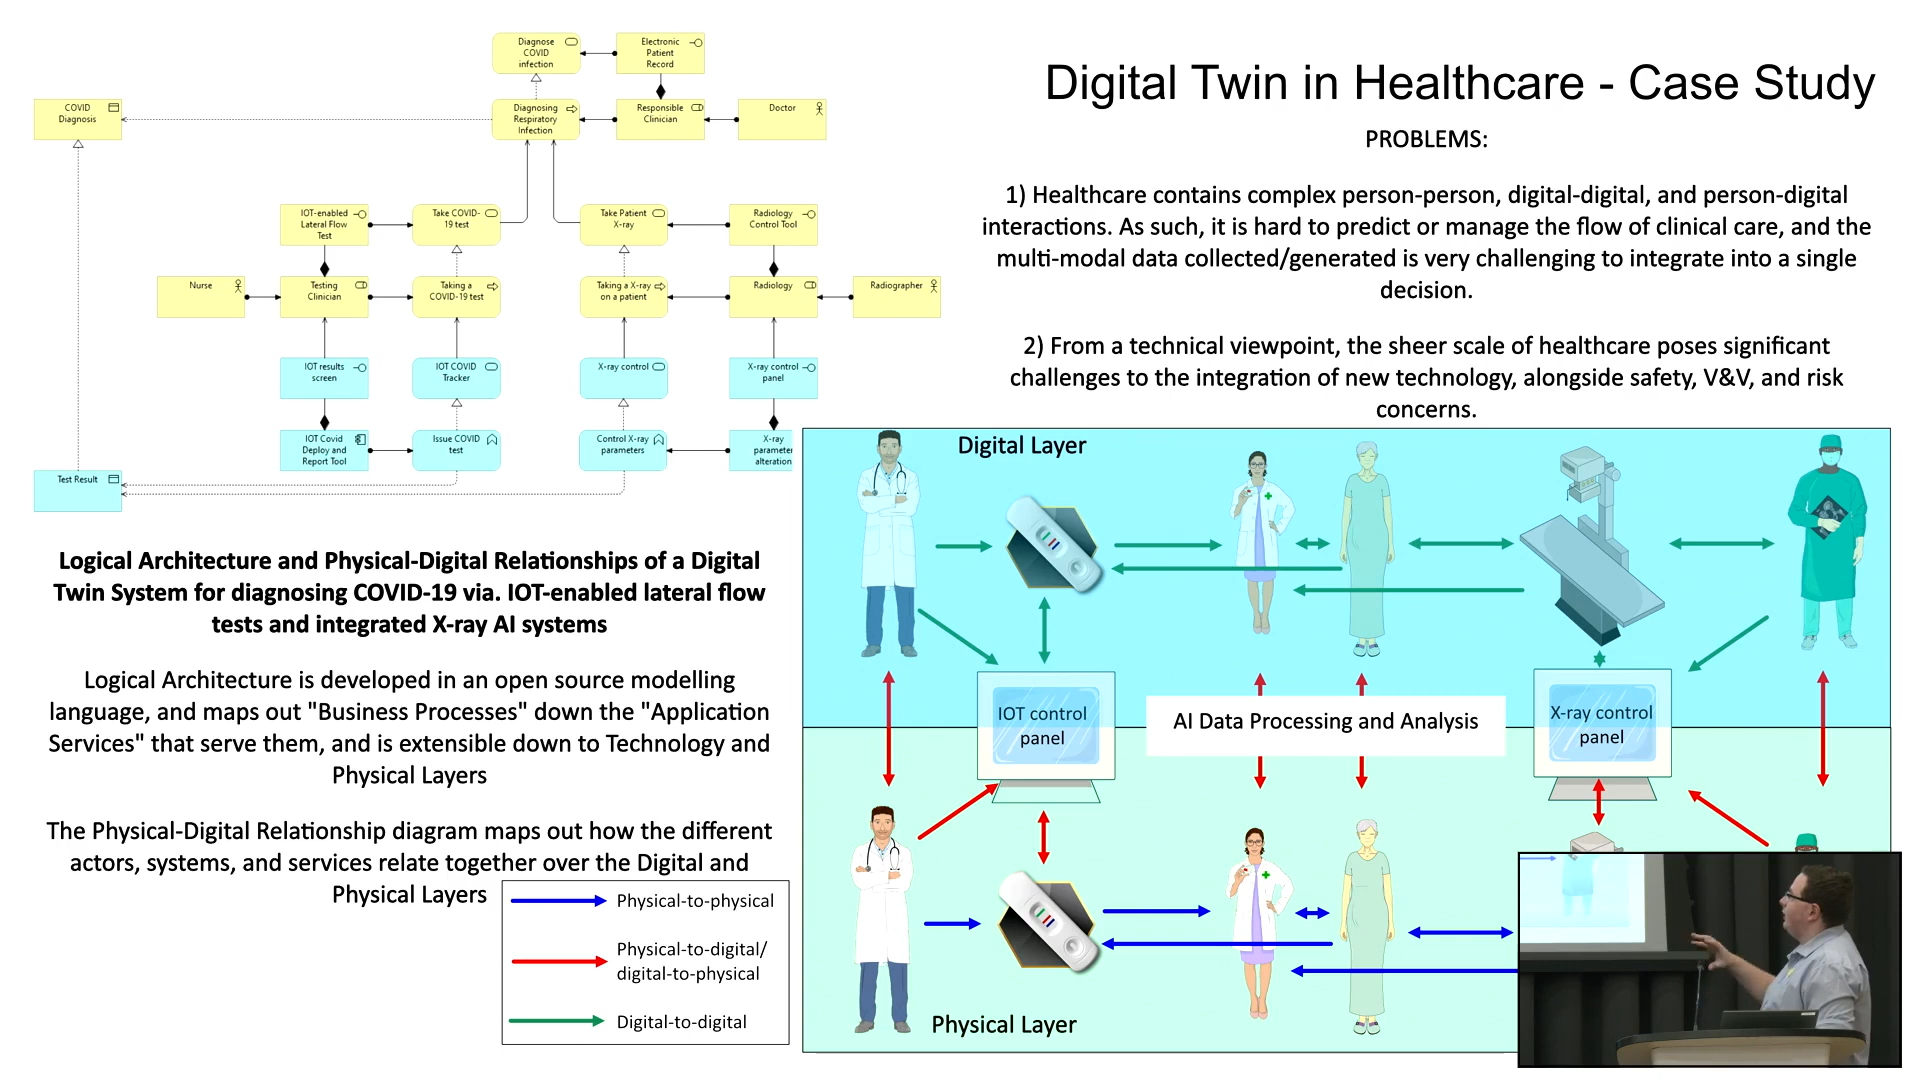 Digital Twin in Healthcare - Case Study
PROBLEMS:
1) Healthcare contains complex person-person, digital-digital, and person-digital
interactions. As such, it is hard to predict or manage the flow of clinical care, and the
multi-modal data collected/generated is very challenging to integrate into a single
decision.
2) From a technical viewpoint, the sheer scale of healthcare poses significant
challenges to the integration of new technology, alongside safety, V&V, and risk
concerns.
Diagnose
COVID
infection
Electronic
Patient
Record
COVID
Diagnosis
Diagnosing
Respiratory
Infection
Responsible
Clinician
Doctor
IOT-enabled
Lateral Flow
Test
Take COVID-
19 test
Take Patient
X-ray
Radiology
Control Tool
Nurse
Testing
Clinician
Taking a
COVID-19 test
Taking a X-ray
on a patient
Radiology
Radiographer
IOT results
screen
IOT COVID
Tracker
X-ray control
X-ray control
panel
IOT Covid
Deploy and
Report Tool
Issue COVID
test
Control X-ray
parameters
X-ray
parameter
alteration
Test Result
Logical Architecture and Physical-Digital Relationships of a Digital
Twin System for diagnosing COVID-19 via. IOT-enabled lateral flow
tests and integrated X-ray AI systems
Logical Architecture is developed in an open source modelling
language, and maps out "Business Processes" down the "Application
Services" that serve them, and is extensible down to Technology and
Physical Layers
The Physical-Digital Relationship diagram maps out how the different
actors, systems, and services relate together over the Digital and
Physical Layers
Physical-to-physical
Physical-to-digital/
digital-to-physical
Digital-to-digital
Digital Layer
IOT control
panel
AI Data Processing and Analysis
X-ray control
panel
Physical Layer